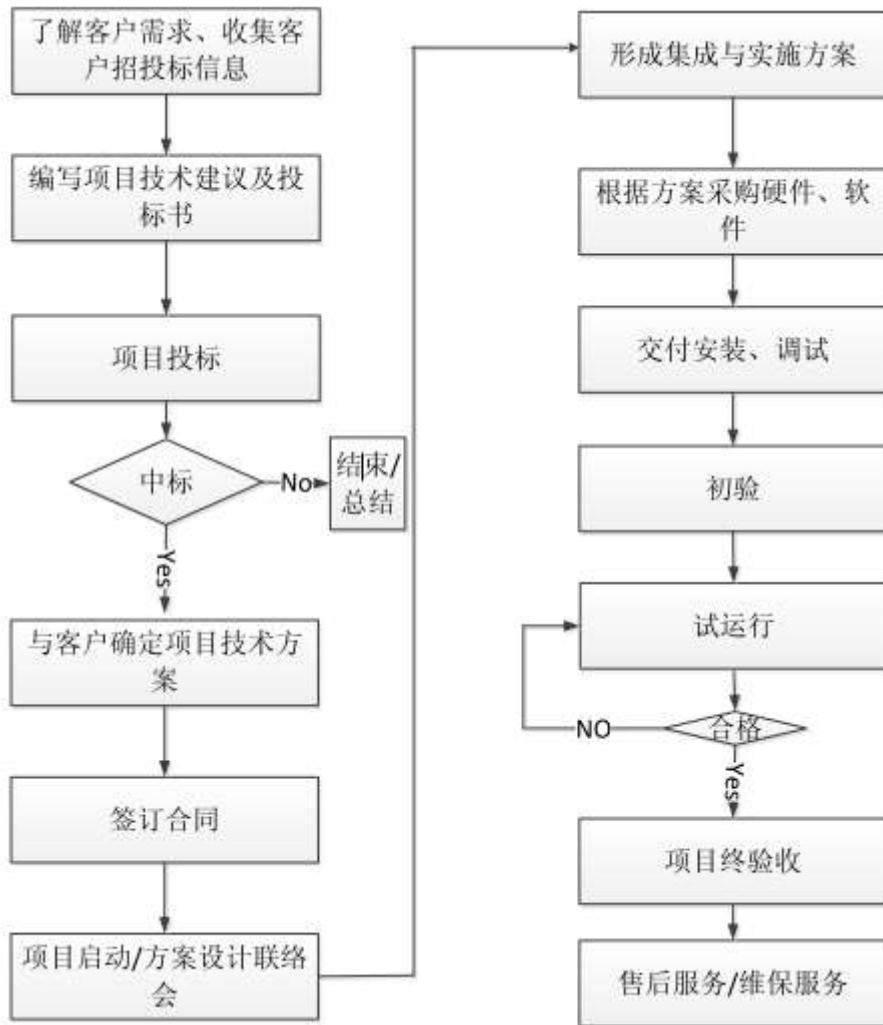 了解客户需求、收集客
户招投标信息
编写项目技术建议及投
标书
项目投标
中标
No
结束/
总结
Yes
与客户确定项目技术方
案
签订合同
项目启动/方案设计联络
会
形成集成与实施方案
根据方案采购硬件、软
件
交付安装、调试
初验
试运行
合格
NO
Yes
项目终验收
售后服务/维保服务